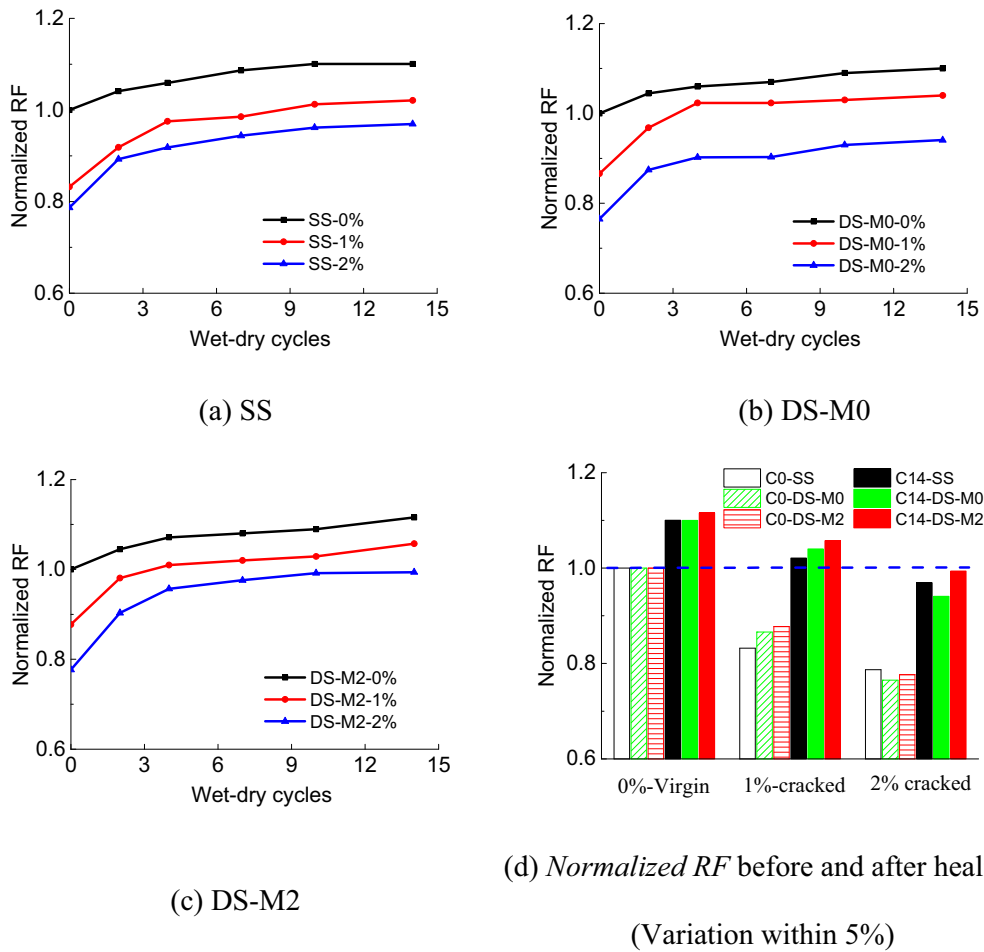 1.2
1.0
0.8
0.6
Normalized RF
0 3 6 9 12 15
Wet-dry cycles
SS-0%
SS-1%
SS-2%
(a) SS
1.2
1.0
0.8
0.6
Normalized RF
0 3 6 9 12 15
Wet-dry cycles
DS-M0-0%
DS-M0-1%
DS-M0-2%
(b) DS-M0
1.2
1.0
0.8
0.6
Normalized RF
0 3 6 9 12 15
Wet-dry cycles
DS-M2-0%
DS-M2-1%
DS-M2-2%
(c) DS-M2
1.2
1.0
0.8
0.6
Normalized RF
C0-SS C14-SS
C0-DS-M0 C14-DS-M0
C0-DS-M2 C14-DS-M2
0%-Virgin 1%-cracked 2% cracked
(d) Normalized RF before and after heal
(Variation within 5%)